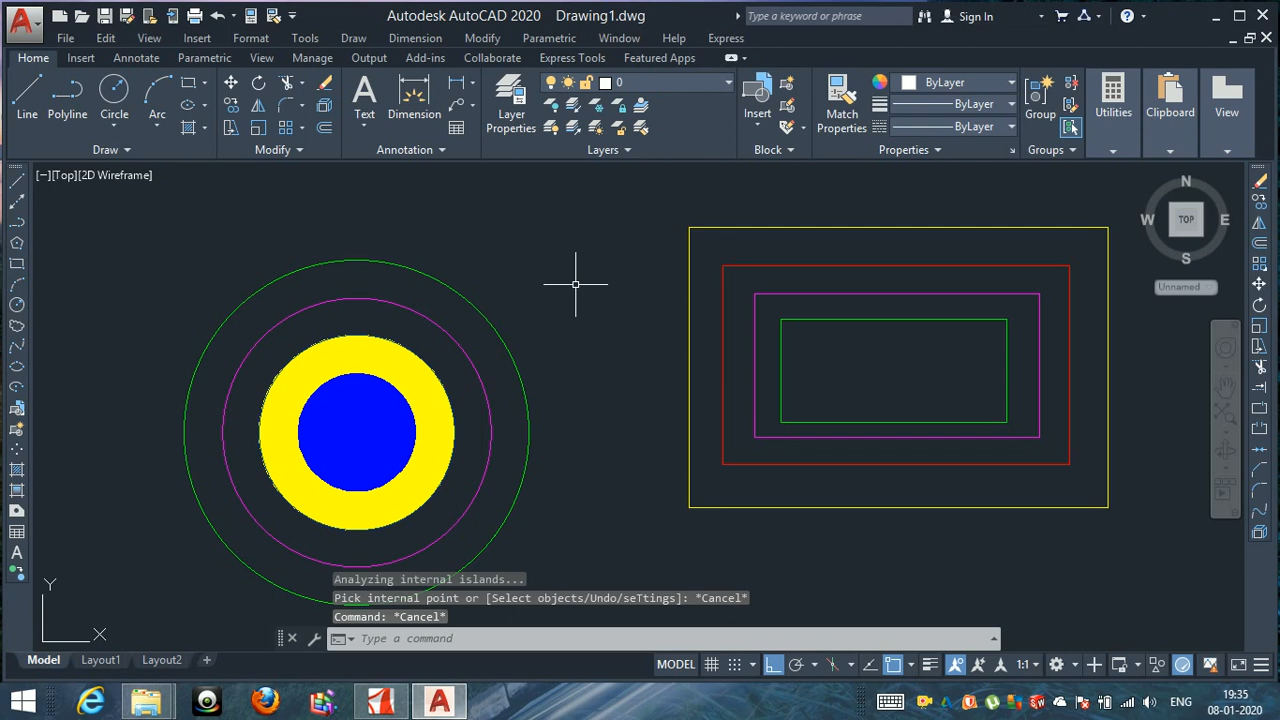 Autodesk AutoCAD 2020 Drawing1.dwg
Type a keyword or phrase
Sign In
File Edit View Insert Format Tools Draw Dimension Modify Parametric Window Help Express
Home Insert Annotate Parametric View Manage Output Add-ins Collaborate Express Tools Featured Apps
Line Polyline Circle Arc
Draw
Modify
Text Dimension
Annotation
Layer Properties
0
Layers
Insert
Block
Match Properties
ByLayer
ByLayer
ByLayer
Properties
Group
Groups
Utilities
Clipboard
View
[−][Top][2D Wireframe]
N
W TOP E
S
Unnamed
Y
X
Analyzing internal islands...
Pick internal point or [Select objects/Undo/seTtings]: *Cancel*
Command: *Cancel*
Type a command
Model Layout1 Layout2 +
MODEL
1:1
ENG
19:35
08-01-2020